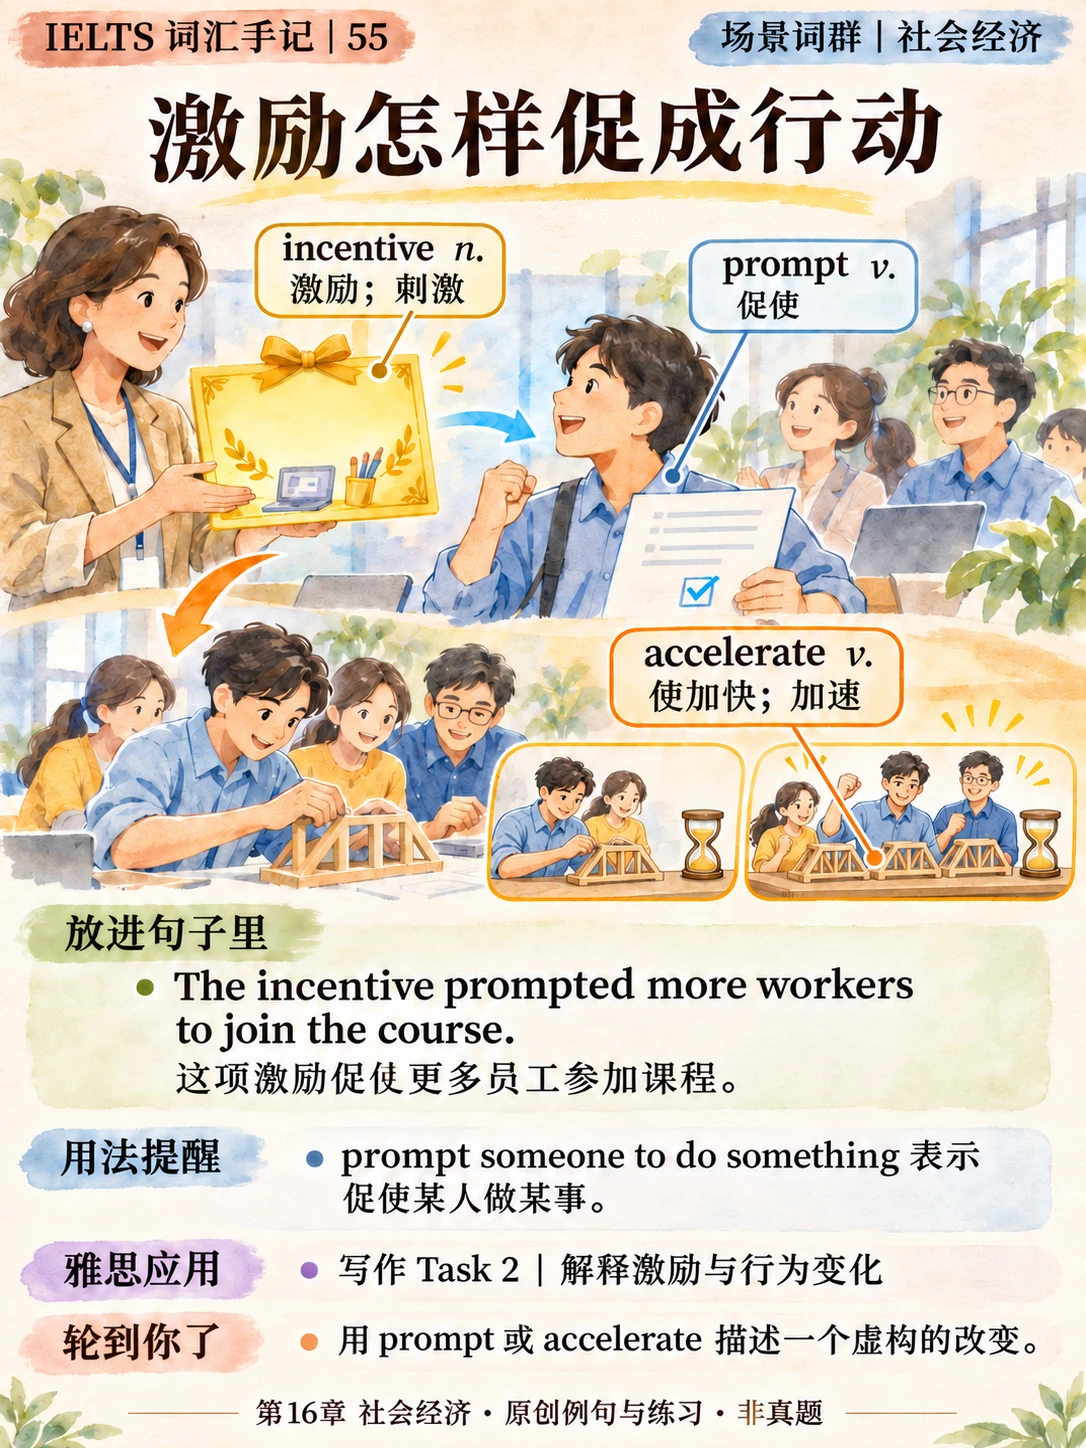 IELTS 词汇手记 | 55
场景词群 | 社会经济
激励怎样促成行动
incentive n.
激励；刺激
prompt v.
促使
accelerate v.
使加快；加速
放进句子里
• The incentive prompted more workers
to join the course.
这项激励促使更多员工参加课程。
用法提醒
• prompt someone to do something 表示
促使某人做某事。
雅思应用
• 写作 Task 2 | 解释激励与行为变化
轮到你了
• 用 prompt 或 accelerate 描述一个虚构的改变。
第16章 社会经济 · 原创例句与练习 · 非真题